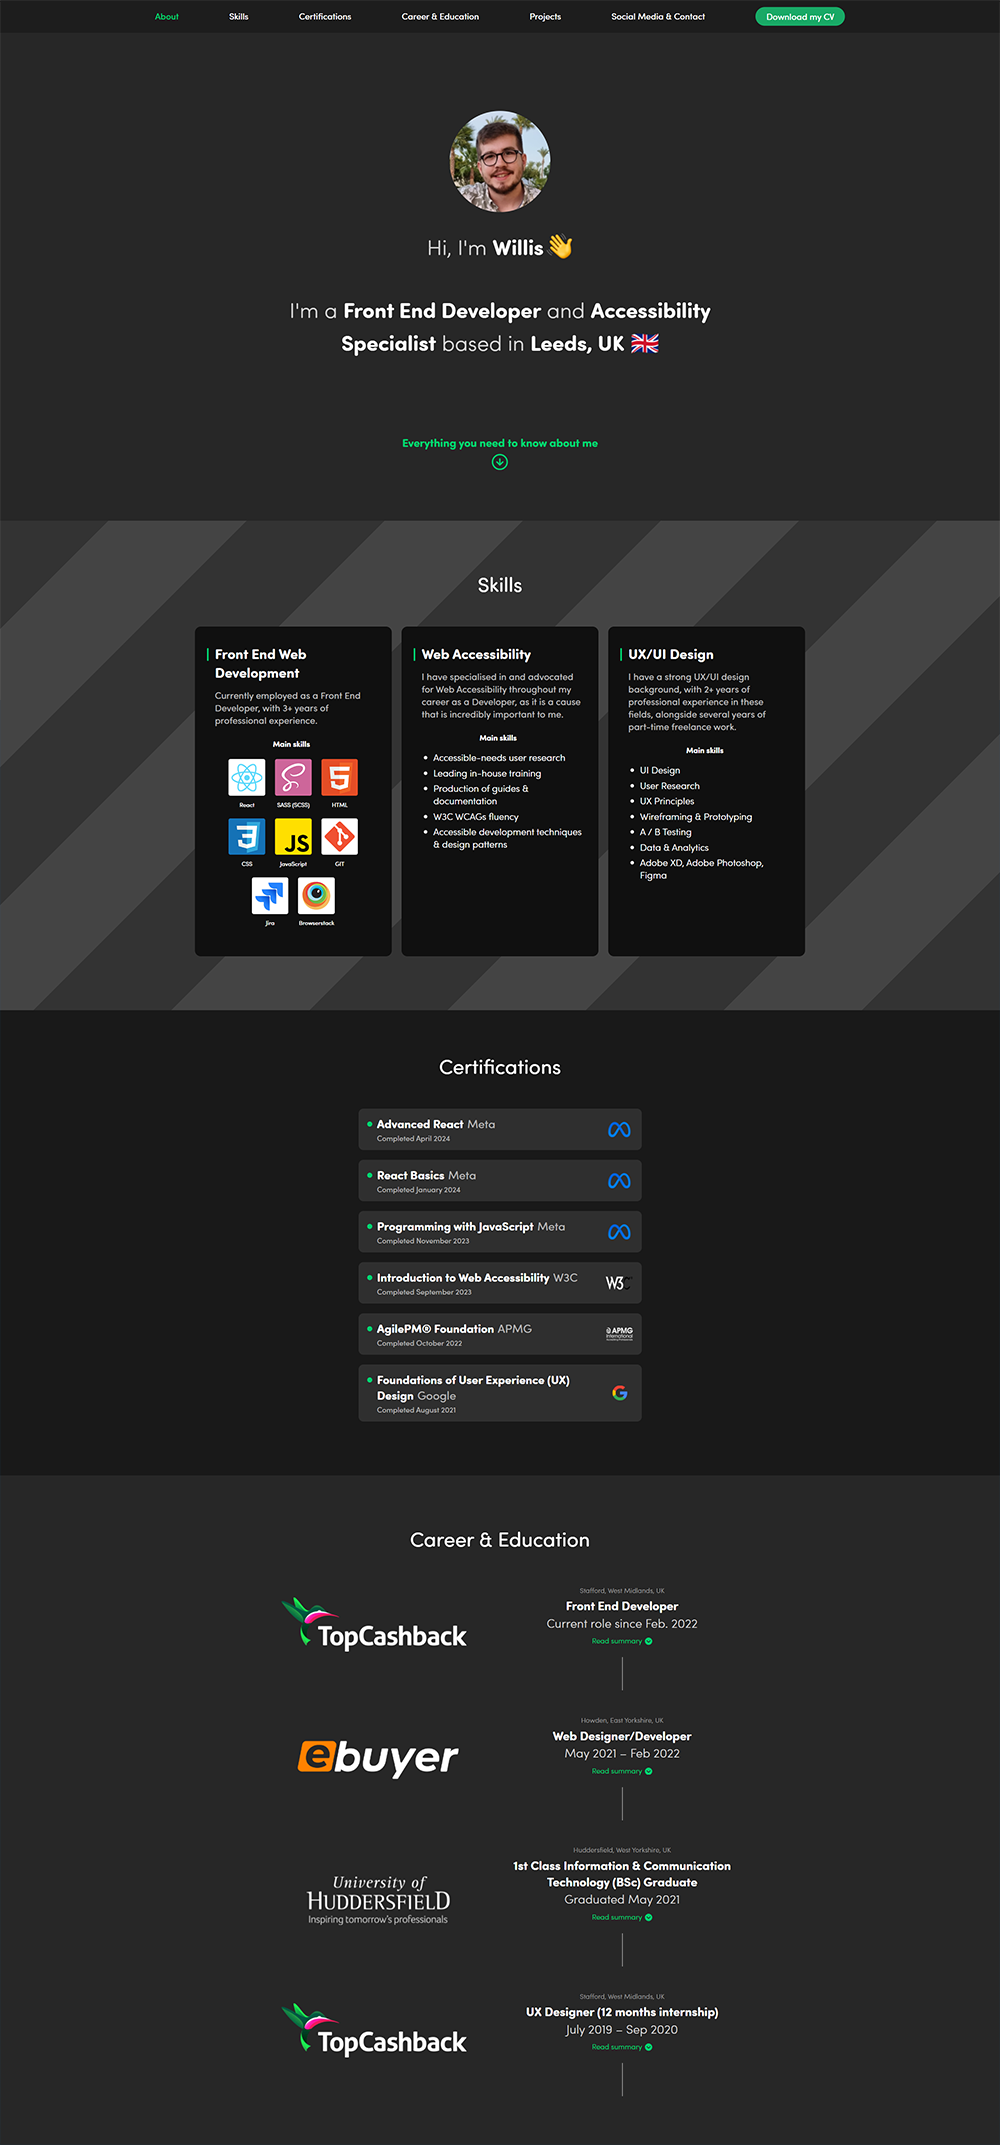 About
Skills
Certifications
Career & Education
Projects
Social Media & Contact
Download my CV
Hi, I'm Willis 👋
I'm a Front End Developer and Accessibility
Specialist based in Leeds, UK 🇬🇧
Everything you need to know about me
Skills
Front End Web
Development
Currently employed as a Front End
Developer, with 3+ years of
professional experience.
Main skills
React
SASS (SCSS)
5
HTML
3
CSS
JS
JavaScript
GIT
Jira
Browserstack
Web Accessibility
I have specialised in and advocated
for Web Accessibility throughout my
career as a Developer, as it is a cause
that is incredibly important to me.
Main skills
• Accessible-needs user research
• Leading in-house training
• Production of guides &
documentation
• W3C WCAGs fluency
• Accessible development techniques
& design patterns
UX/UI Design
I have a strong UX/UI design
background, with 2+ years of
professional experience in these
fields, alongside several years of
part-time freelance work.
Main skills
• UI Design
• User Research
• UX Principles
• Wireframing & Prototyping
• A / B Testing
• Data & Analytics
• Adobe XD, Adobe Photoshop,
Figma
Certifications
Advanced React Meta
Completed April 2024
React Basics Meta
Completed January 2024
Programming with JavaScript Meta
Completed November 2023
Introduction to Web Accessibility W3C
Completed September 2023
W3C
AgilePM® Foundation APMG
Completed October 2022
APMG
International
Foundations of User Experience (UX)
Design Google
Completed August 2021
G
Career & Education
TopCashback
Stafford, West Midlands, UK
Front End Developer
Current role since Feb. 2022
Read summary
ebuyer
Howden, East Yorkshire, UK
Web Designer/Developer
May 2021 – Feb 2022
Read summary
University of
HUDDERSFIELD
Inspiring tomorrow's professionals
Huddersfield, West Yorkshire, UK
1st Class Information & Communication
Technology (BSc) Graduate
Graduated May 2021
Read summary
TopCashback
Stafford, West Midlands, UK
UX Designer (12 months internship)
July 2019 – Sep 2020
Read summary